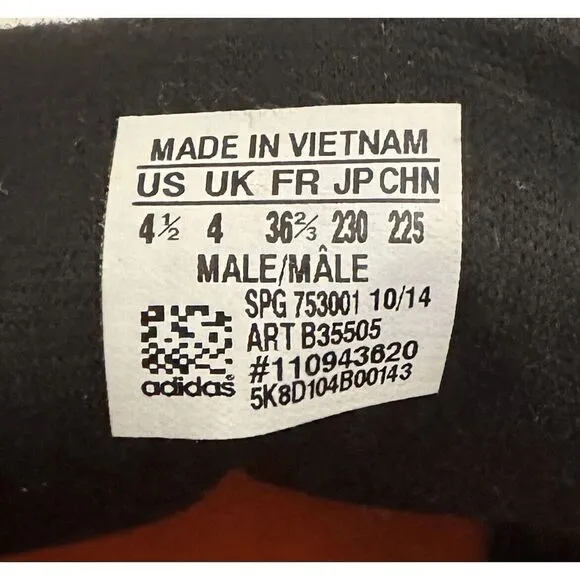 MADE IN VIETNAM
US UK FR JP CHN
4½ 4 36⅔ 230 225
MALE/MÂLE
SPG 753001 10/14
ART B35505
#110943620
5K8D104B00143
adidas®